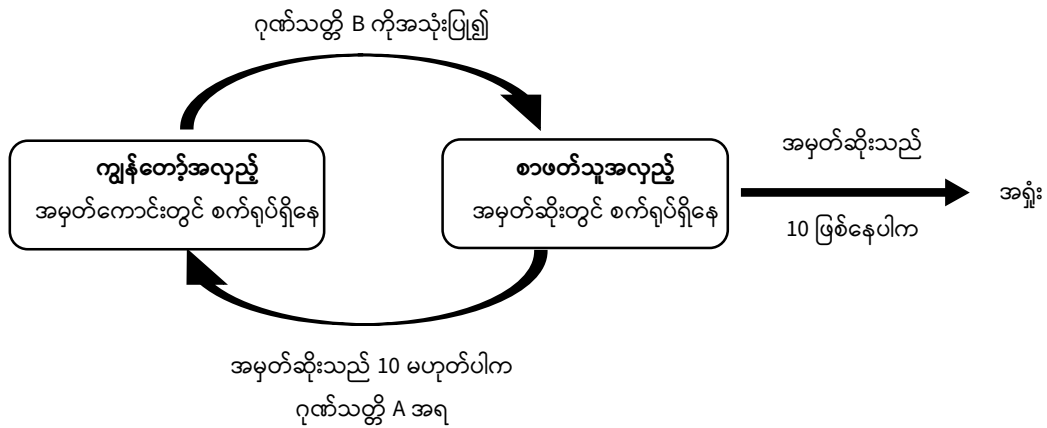 ဂုဏ်သတ္တိ B ကိုအသုံးပြု၍
ကျွန်တော့်အလှည့်
အမှတ်ကောင်းတွင် စက်ရုပ်ရှိနေ
စာဖတ်သူအလှည့်
အမှတ်ဆိုးတွင် စက်ရုပ်ရှိနေ
အမှတ်ဆိုးသည်
10 ဖြစ်နေပါက
အရှုံး
အမှတ်ဆိုးသည် 10 မဟုတ်ပါက
ဂုဏ်သတ္တိ A အရ